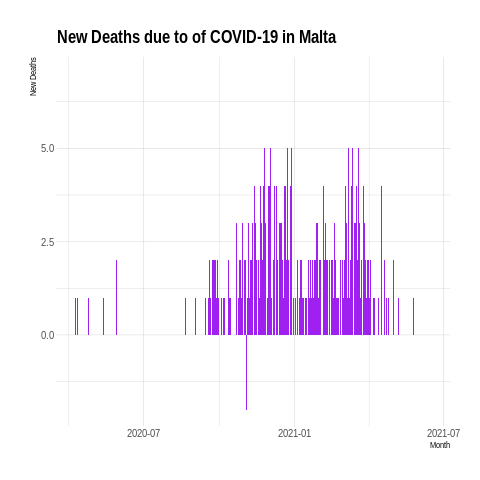 New Deaths due to of COVID-19 in Malta
New Deaths
5.0
2.5
0.0
2020-07
2021-01
2021-07
Month